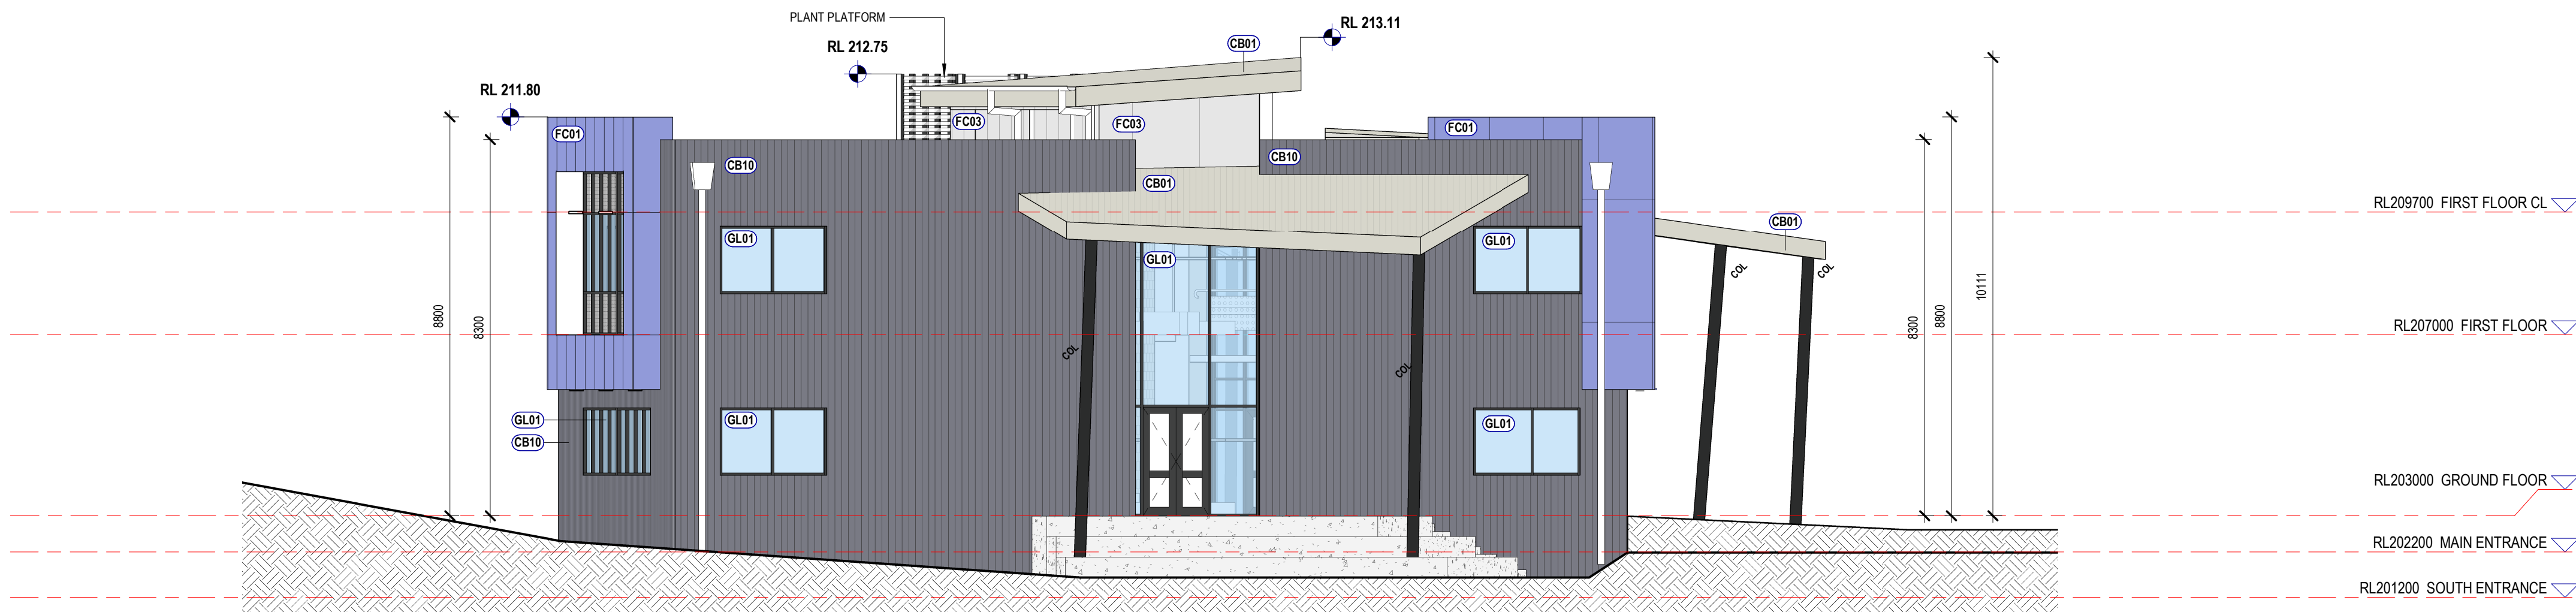 PLANT PLATFORM
RL 213.11
RL 212.75
CB01
RL 211.80
FC01
FC03
FC03
FC01
CB10
CB10
CB01
RL209700 FIRST FLOOR CL
CB01
GL01
GL01
GL01
COL
COL
8800
8300
10111
8800
8300
RL207000 FIRST FLOOR
COL
COL
GL01
GL01
GL01
CB10
RL203000 GROUND FLOOR
RL202200 MAIN ENTRANCE
RL201200 SOUTH ENTRANCE